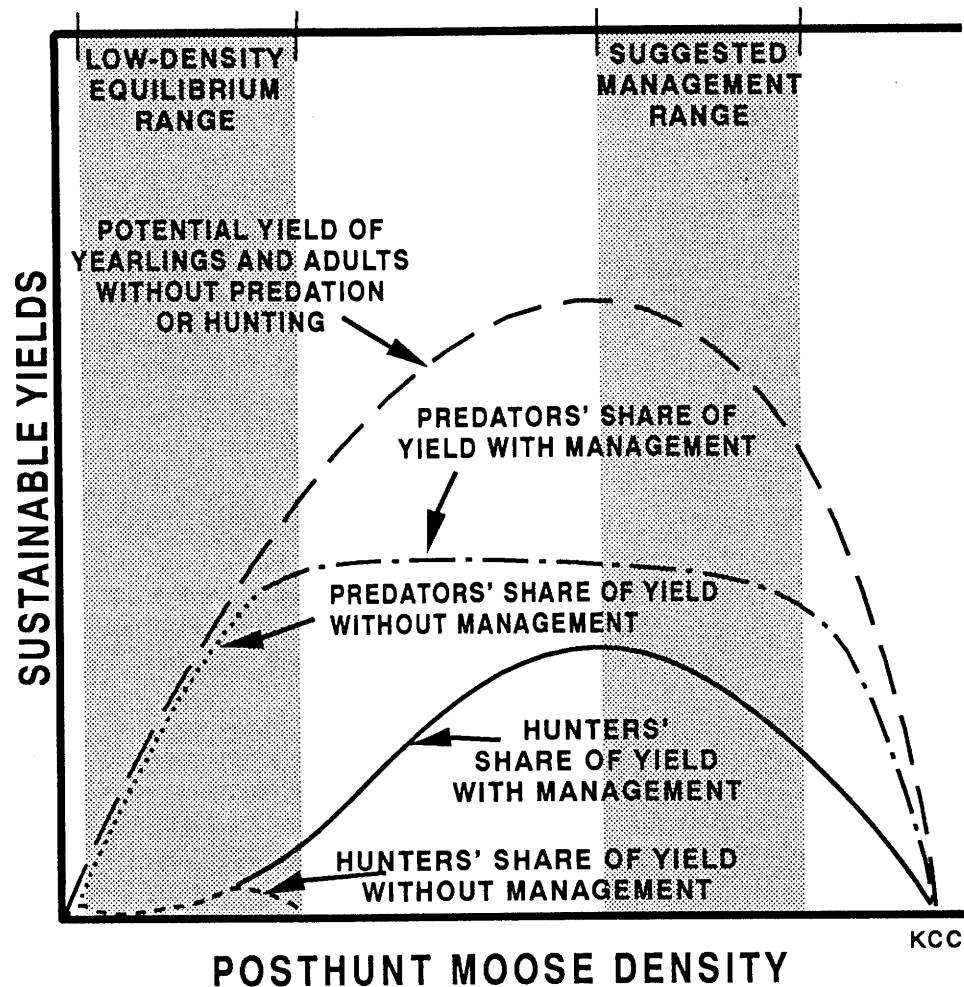 LOW-DENSITY
EQUILIBRIUM
RANGE
SUGGESTED
MANAGEMENT
RANGE
POTENTIAL YIELD OF
YEARLINGS AND ADULTS
WITHOUT PREDATION
OR HUNTING
PREDATORS' SHARE OF
YIELD WITH MANAGEMENT
PREDATORS' SHARE OF YIELD
WITHOUT MANAGEMENT
HUNTERS'
SHARE OF YIELD
WITH MANAGEMENT
HUNTERS' SHARE OF YIELD
WITHOUT MANAGEMENT
SUSTAINABLE YIELDS
KCC
POSTHUNT MOOSE DENSITY